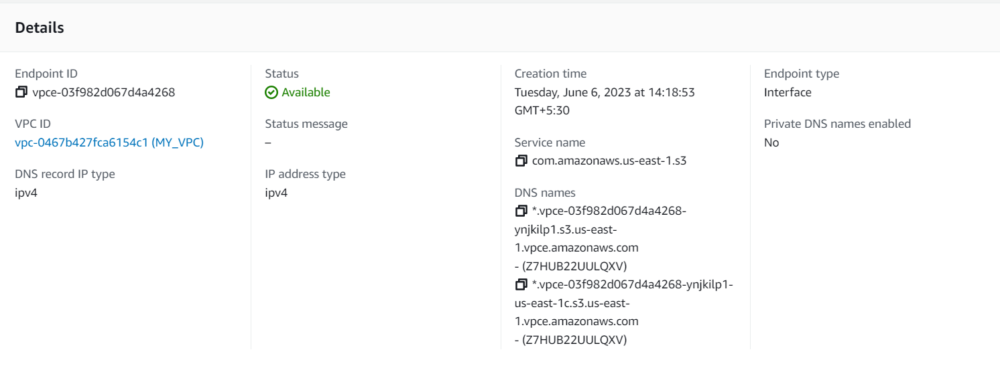 Details
Endpoint ID
vpce-03f982d067d4a4268
VPC ID
vpc-0467b427fca6154c1 (MY_VPC)
DNS record IP type
ipv4
Status
Available
Status message
–
IP address type
ipv4
Creation time
Tuesday, June 6, 2023 at 14:18:53
GMT+5:30
Service name
com.amazonaws.us-east-1.s3
DNS names
*.vpce-03f982d067d4a4268-
ynjkilp1.s3.us-east-
1.vpce.amazonaws.com
- (Z7HUB22UULQXV)
*.vpce-03f982d067d4a4268-ynjkilp1-
us-east-1c.s3.us-east-
1.vpce.amazonaws.com
- (Z7HUB22UULQXV)
Endpoint type
Interface
Private DNS names enabled
No